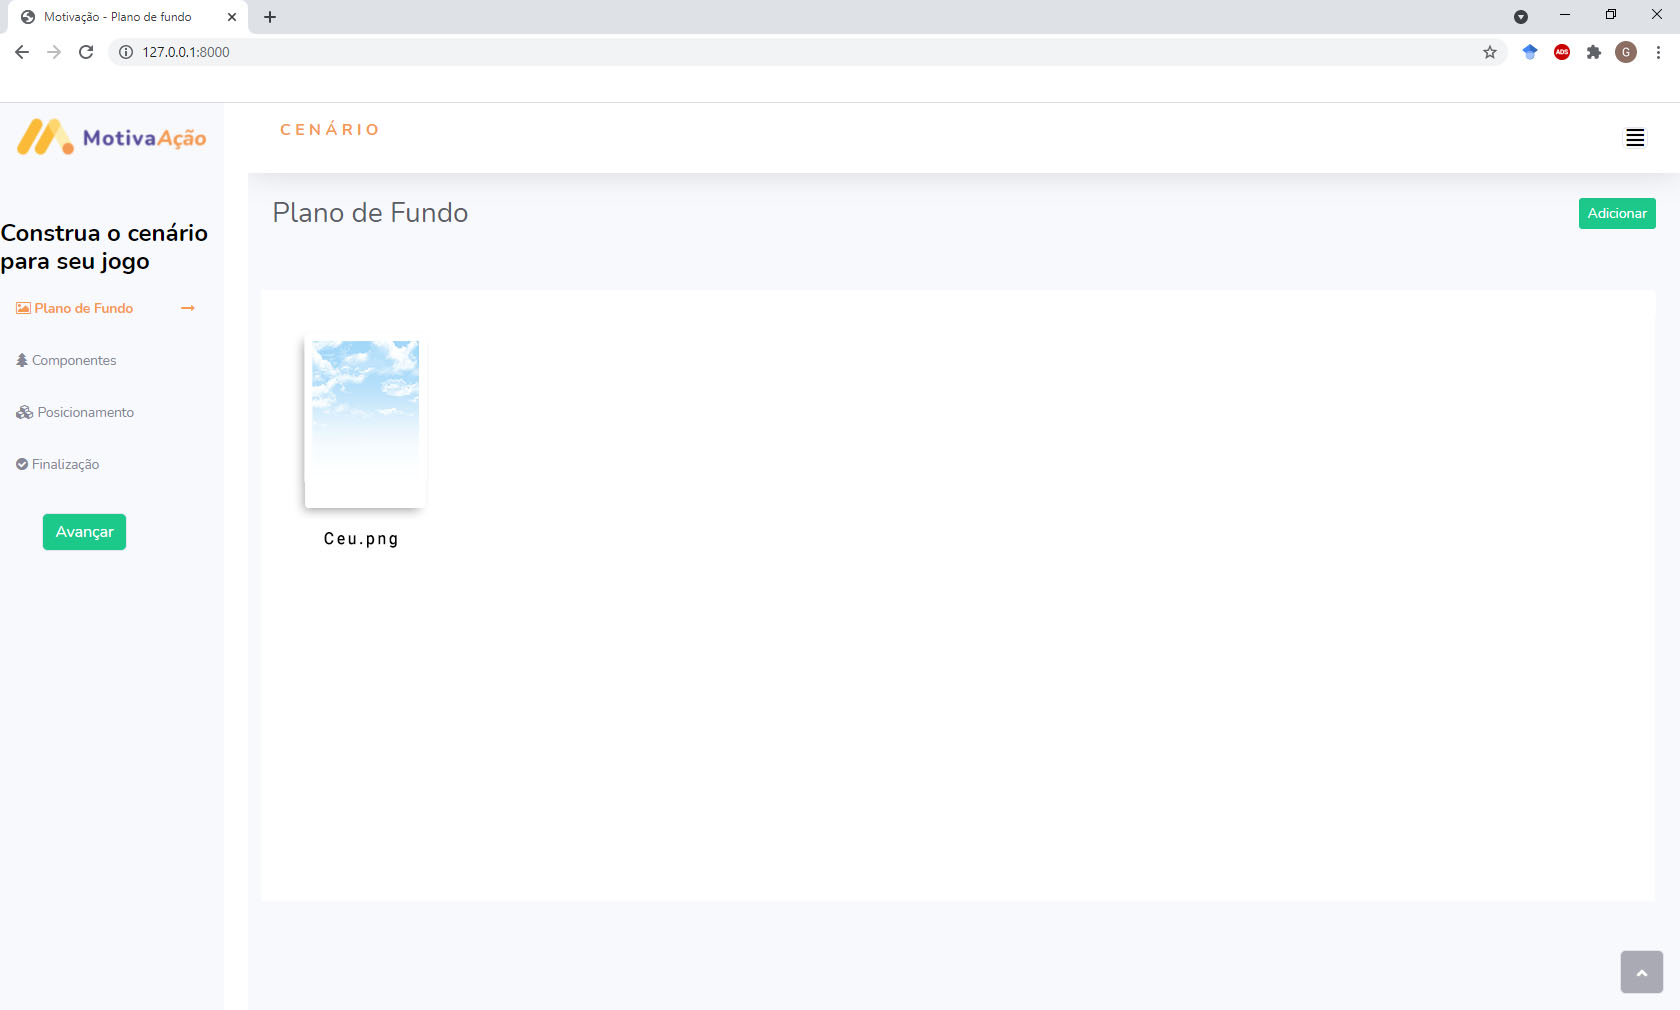 Motivação - Plano de fundo
127.0.0.1:8000
ADS
G
MotivaAção
CENÁRIO
Plano de Fundo
Adicionar
Construa o cenário
para seu jogo
Plano de Fundo
Componentes
Posicionamento
Finalização
Avançar
Ceu.png